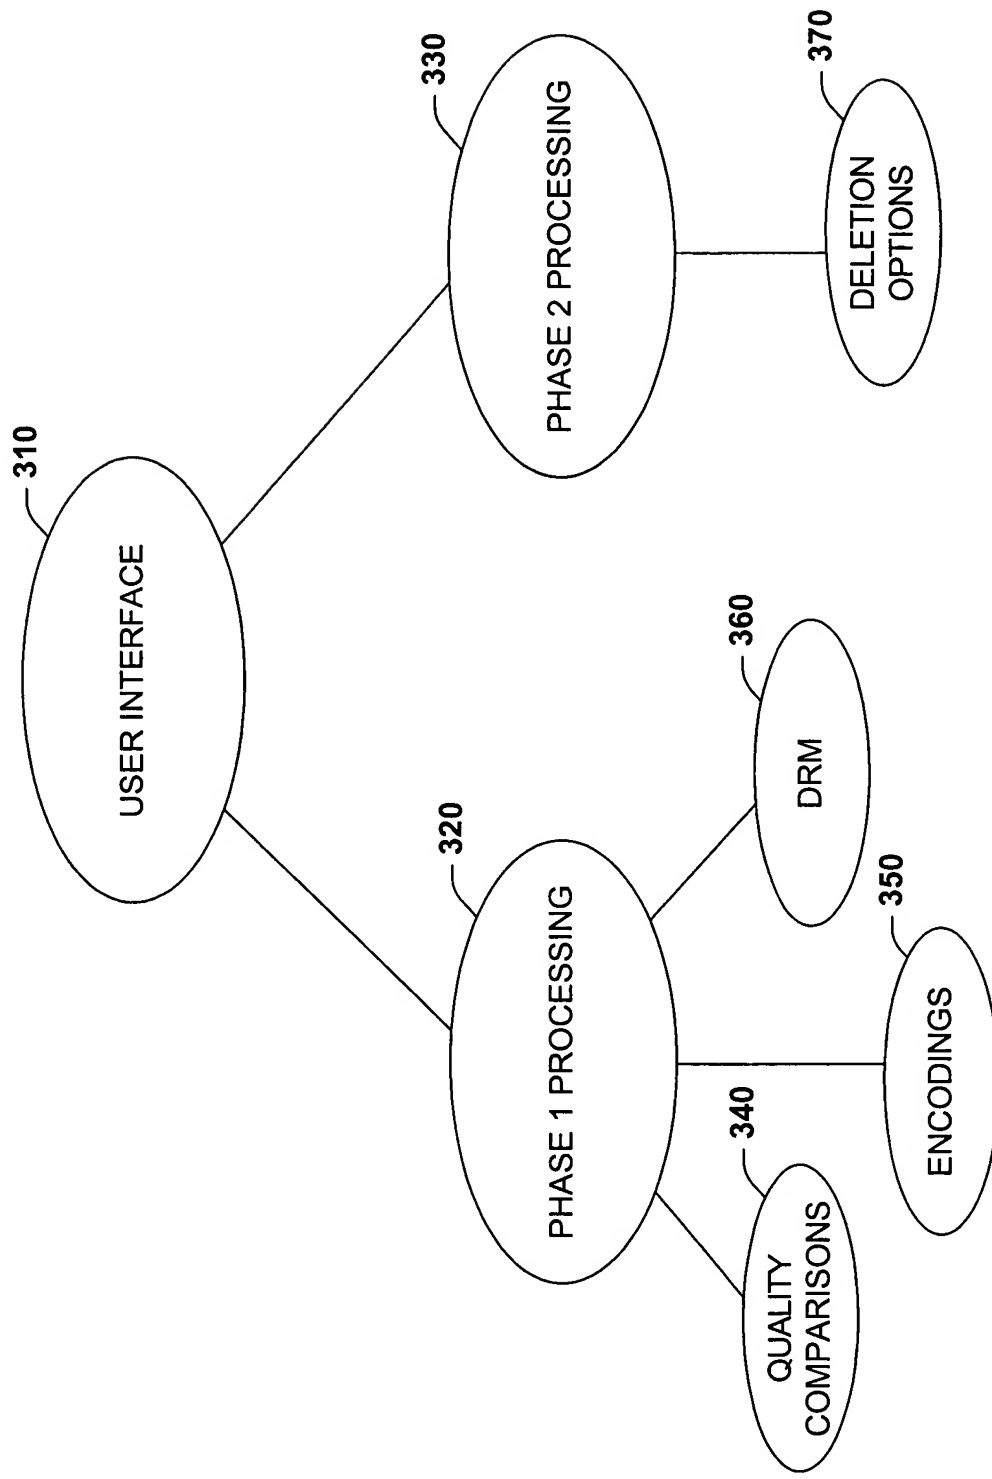 310
USER INTERFACE
320
PHASE 1 PROCESSING
330
PHASE 2 PROCESSING
340
QUALITY
COMPARISONS
350
ENCODINGS
360
DRM
370
DELETION
OPTIONS